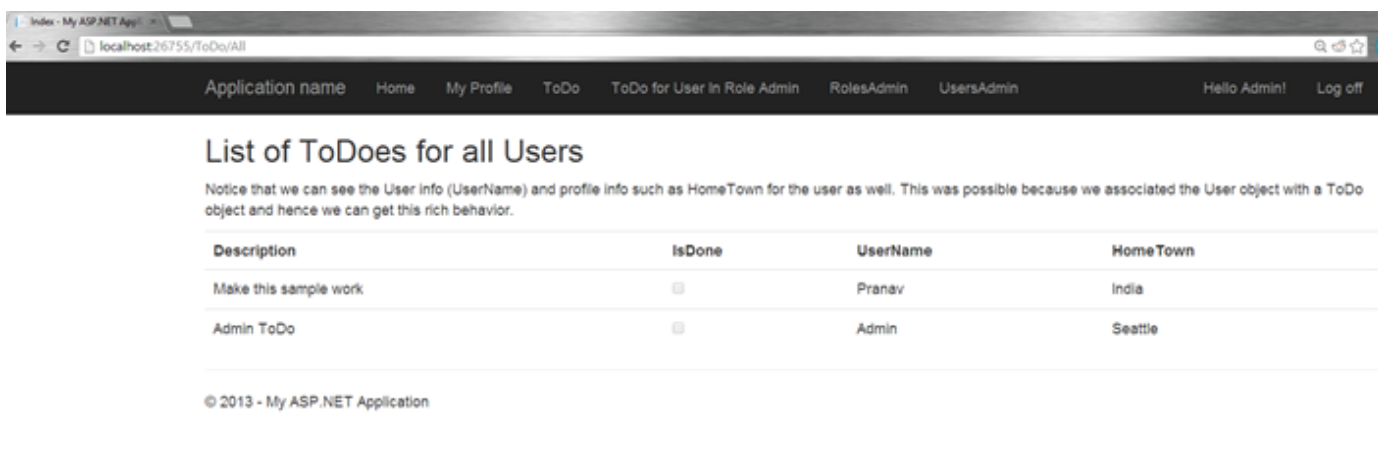 Index - My ASP.NET Appli
localhost:26755/ToDo/All
Application name Home My Profile ToDo ToDo for User In Role Admin RolesAdmin UsersAdmin Hello Admin! Log off
List of ToDoes for all Users
Notice that we can see the User info (UserName) and profile info such as HomeTown for the user as well. This was possible because we associated the User object with a ToDo
object and hence we can get this rich behavior.
Description IsDone UserName HomeTown
Make this sample work Pranav India
Admin ToDo Admin Seattle
© 2013 - My ASP.NET Application